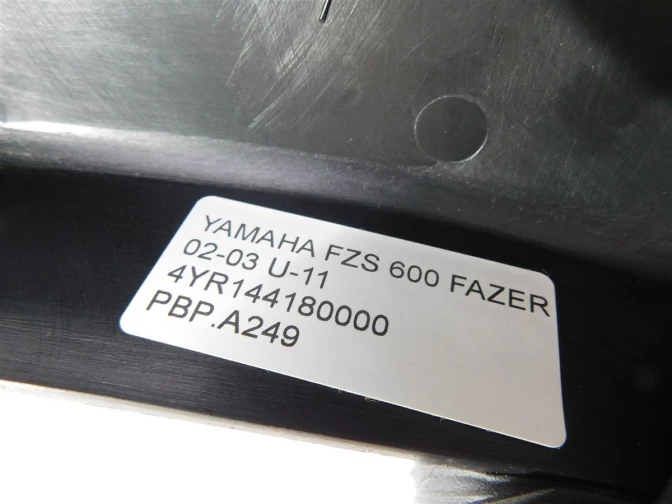 YAMAHA FZS 600 FAZER
02-03 U-11
4YR144180000
PBP.A249